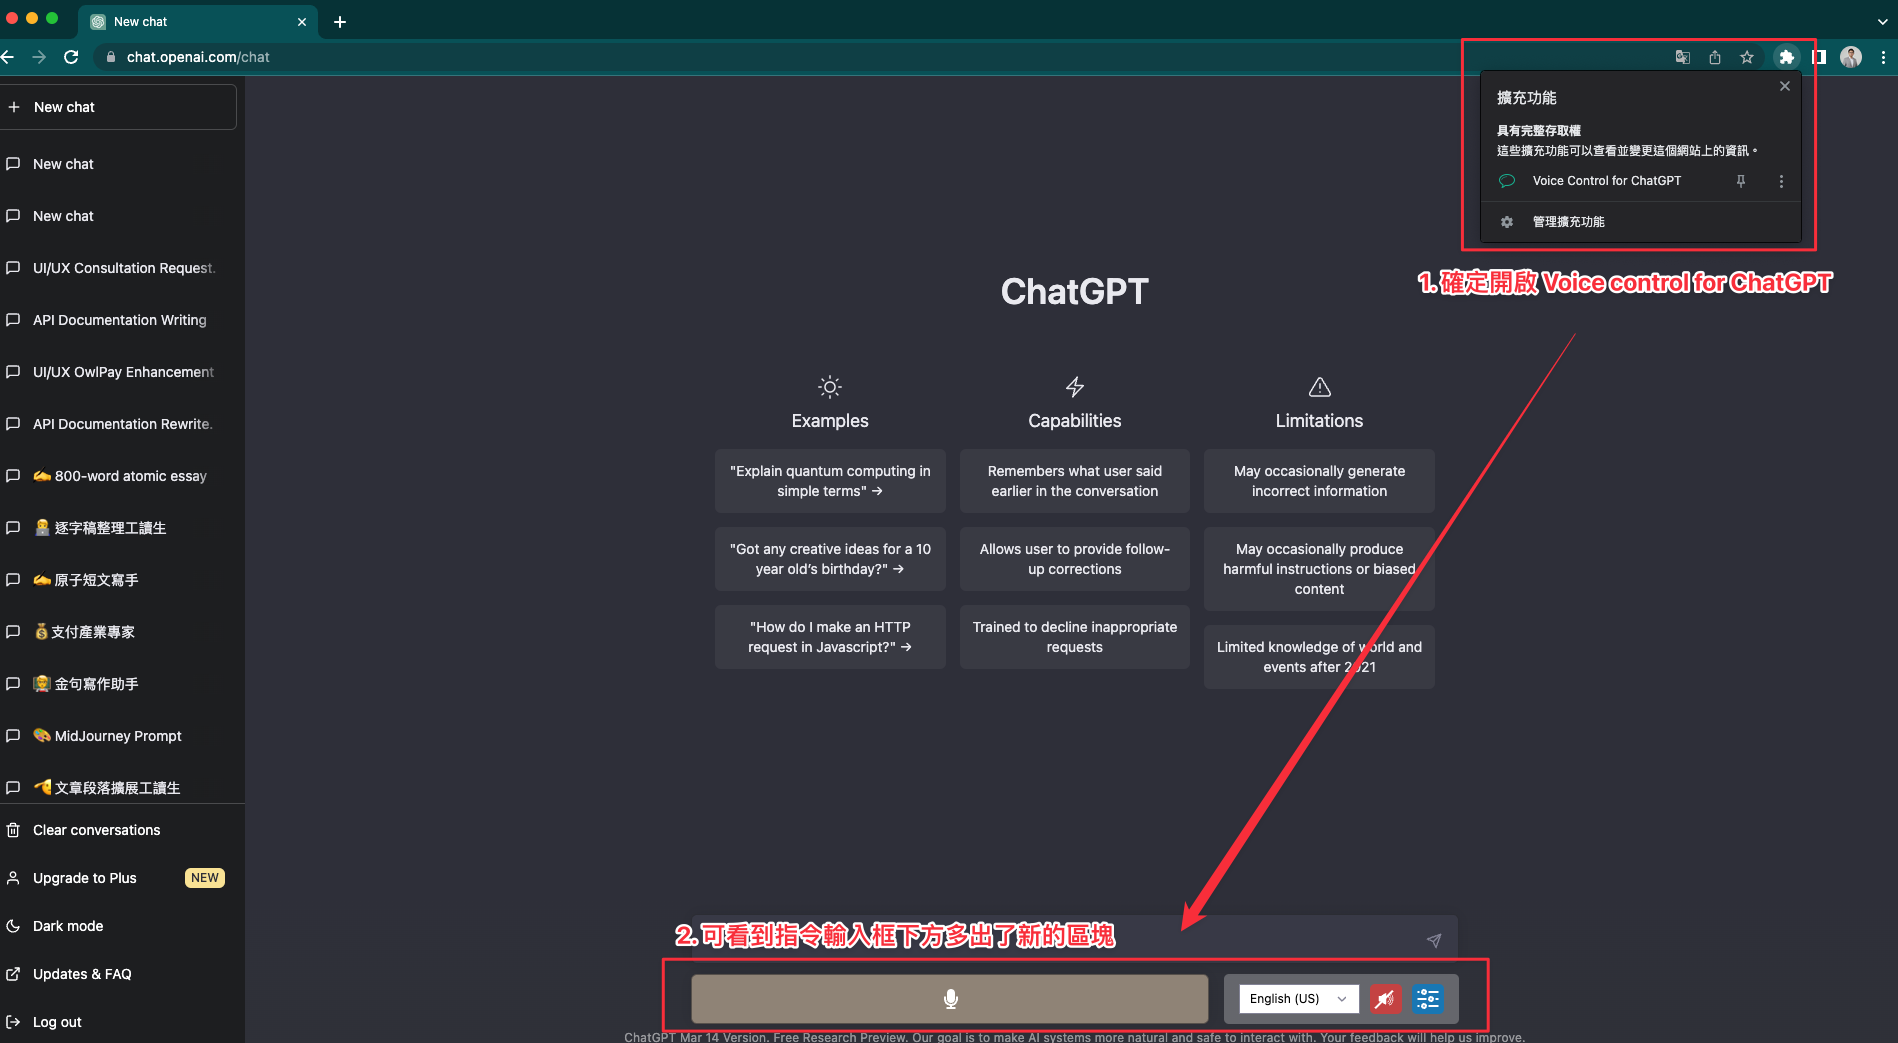 New chat
chat.openai.com/chat
New chat
New chat
New chat
UI/UX Consultation Request.
API Documentation Writing
UI/UX OwlPay Enhancement
API Documentation Rewrite.
✍️ 800-word atomic essay
👨‍💻 逐字稿整理工讀生
✍️ 原子短文寫手
💰支付產業專家
👩‍🏫 金句寫作助手
🎨 MidJourney Prompt
🫴 文章段落擴展工讀生
Clear conversations
Upgrade to Plus NEW
Dark mode
Updates & FAQ
Log out
擴充功能
具有完整存取權
這些擴充功能可以查看並變更這個網站上的資訊。
Voice Control for ChatGPT
管理擴充功能
1. 確定開啟 Voice control for ChatGPT
ChatGPT
Examples
"Explain quantum computing in
simple terms" →
"Got any creative ideas for a 10
year old's birthday?" →
"How do I make an HTTP
request in Javascript?" →
Capabilities
Remembers what user said
earlier in the conversation
Allows user to provide follow-
up corrections
Trained to decline inappropriate
requests
Limitations
May occasionally generate
incorrect information
May occasionally produce
harmful instructions or biased
content
Limited knowledge of world and
events after 2021
2. 可看到指令輸入框下方多出了新的區塊
English (US)
ChatGPT Mar 14 Version. Free Research Preview. Our goal is to make AI systems more natural and safe to interact with. Your feedback will help us improve.